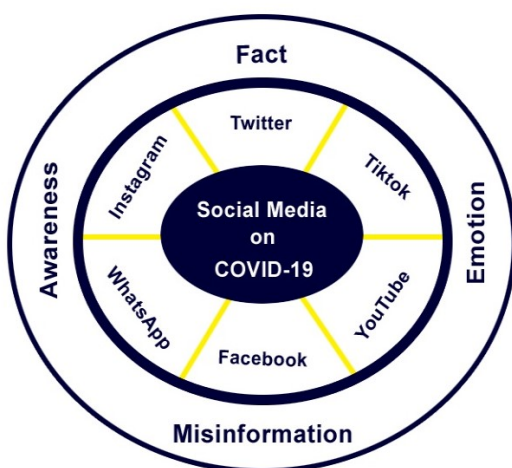 Fact
Twitter
Instagram
Tiktok
Awareness
Social Media
on
COVID-19
Emotion
WhatsApp
YouTube
Facebook
Misinformation